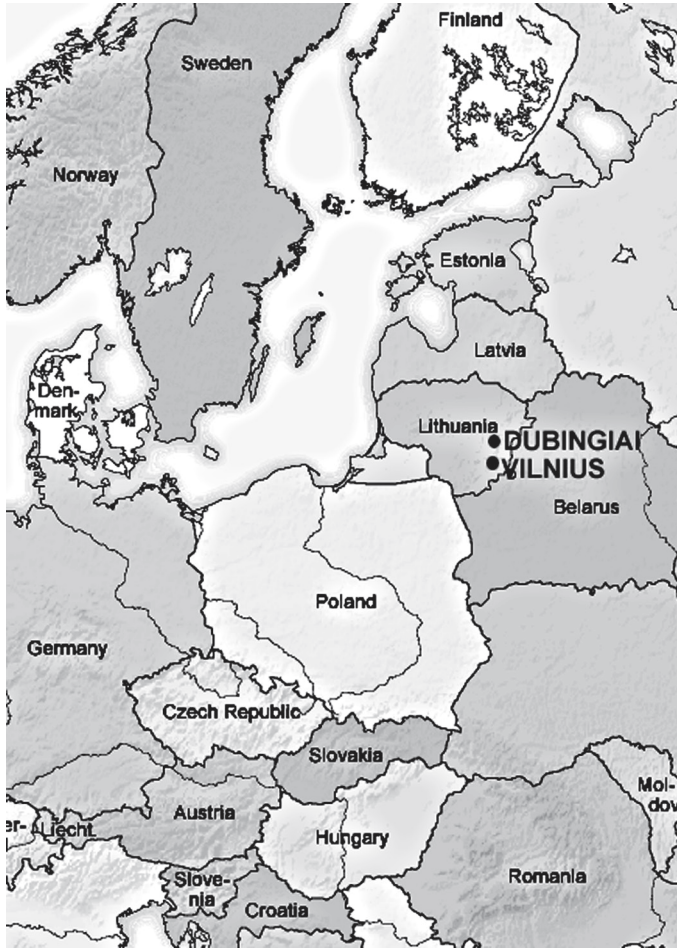 Finland
Sweden
Norway
Estonia
Latvia
Den-
mark
Lithuania
DUBINGIAI
VILNIUS
Belarus
Poland
Germany
Czech Republic
Slovakia
Mol-
dov
Austria
er-
Liecht.
Hungary
Romania
Slove-
nia
Croatia